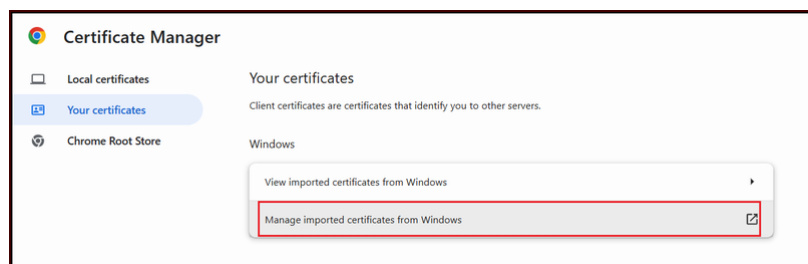 Certificate Manager
Local certificates
Your certificates
Chrome Root Store
Your certificates
Client certificates are certificates that identify you to other servers.
Windows
View imported certificates from Windows
Manage imported certificates from Windows